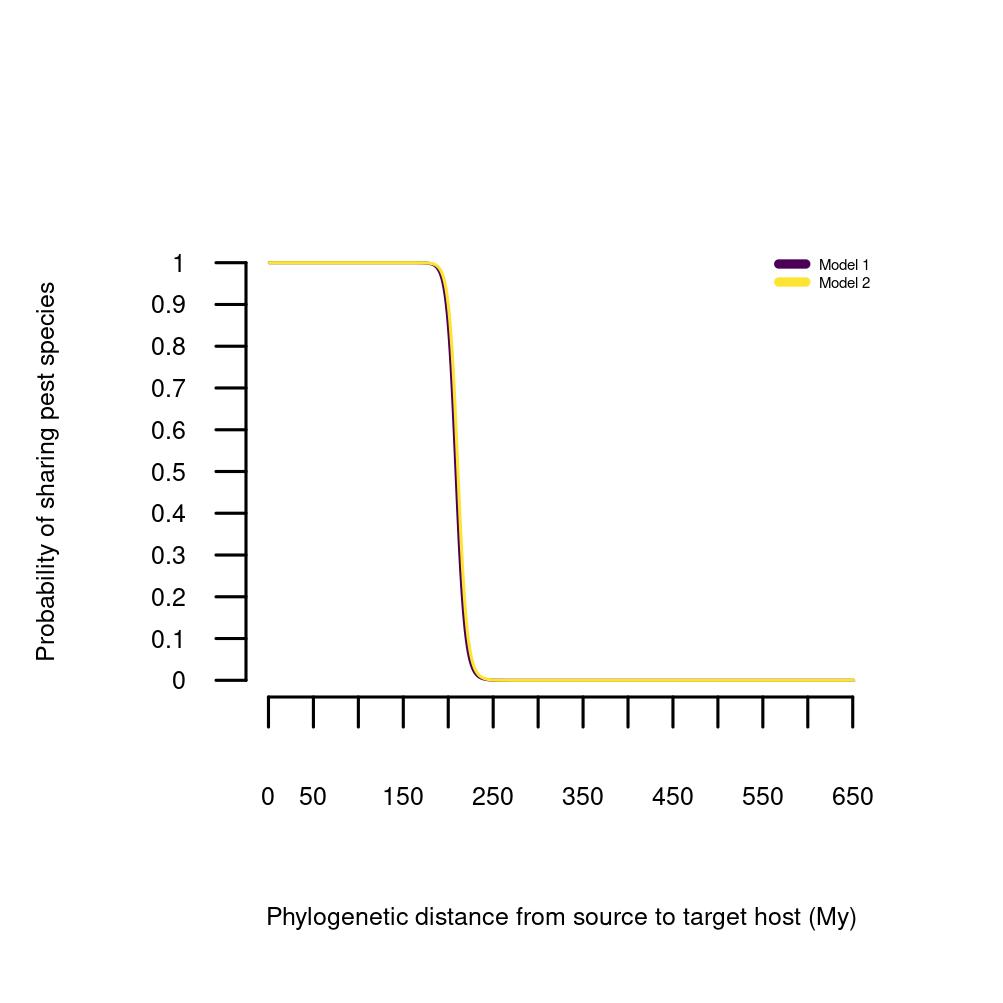 Model 1
Model 2
Probability of sharing pest species
1
0.9
0.8
0.7
0.6
0.5
0.4
0.3
0.2
0.1
0
0 50 150 250 350 450 550 650
Phylogenetic distance from source to target host (My)